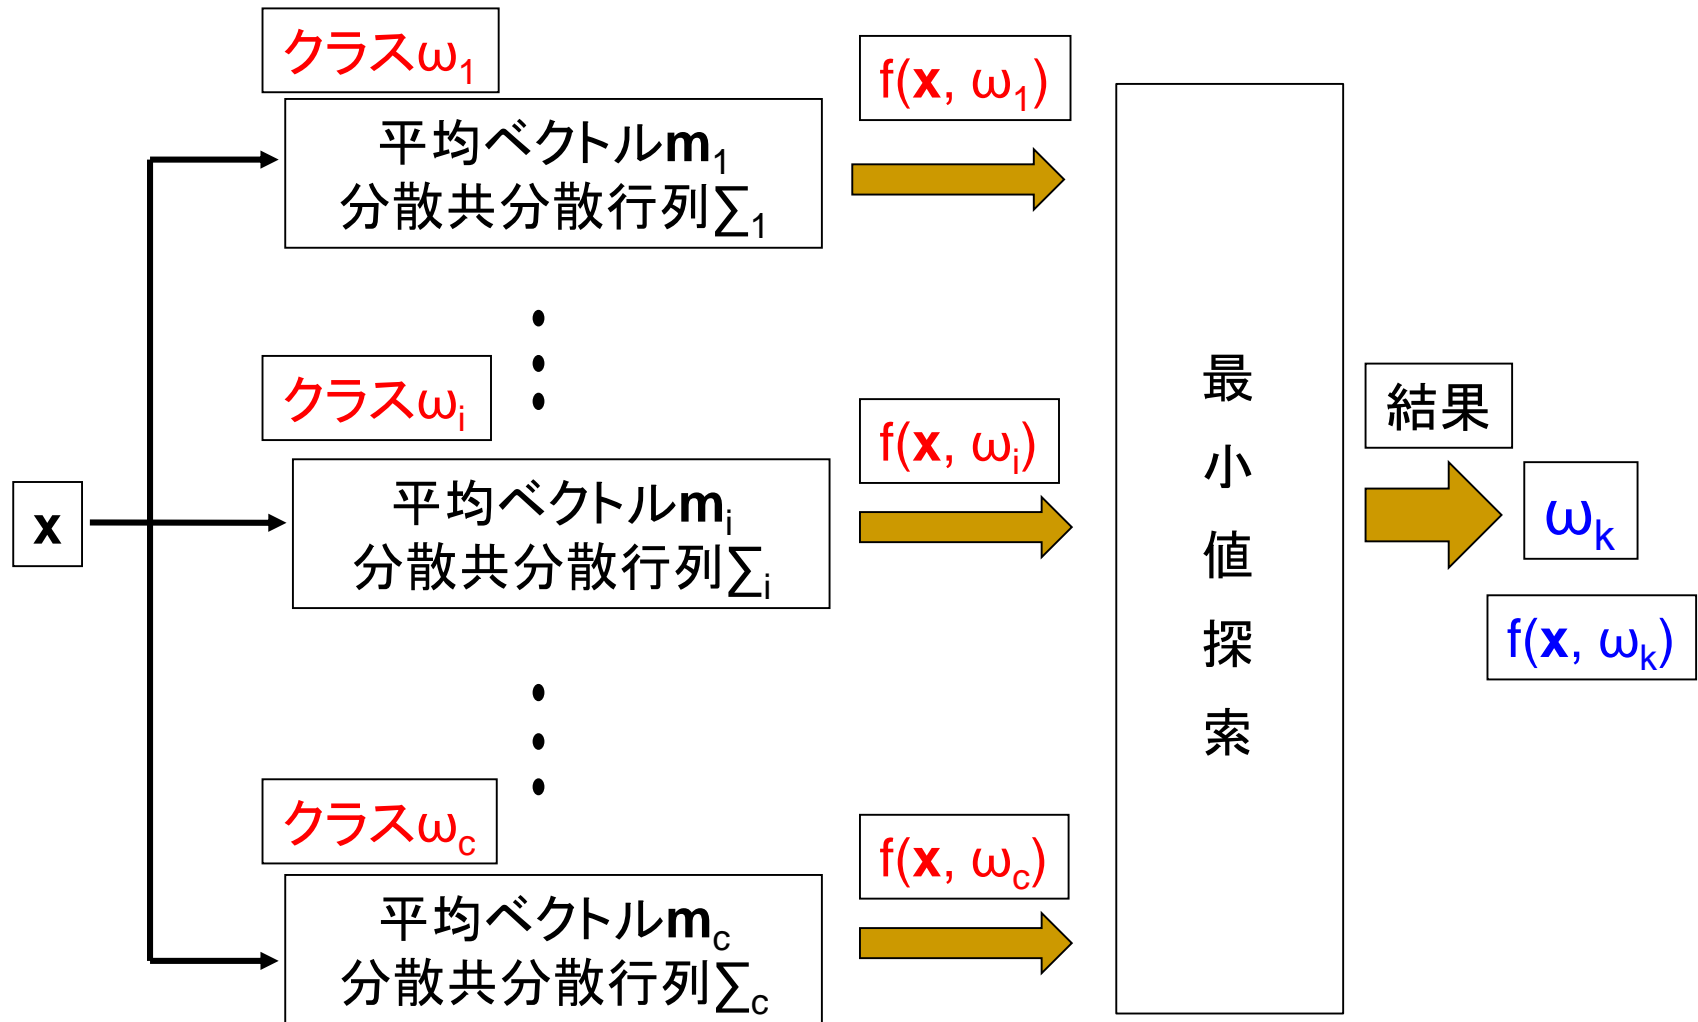 クラスω1
平均ベクトルm1
分散共分散行列∑1
f(x, ω1)
クラスωi
平均ベクトルmi
分散共分散行列∑i
f(x, ωi)
x
クラスωc
平均ベクトルmc
分散共分散行列∑c
f(x, ωc)
最小値探索
結果
ωk
f(x, ωk)